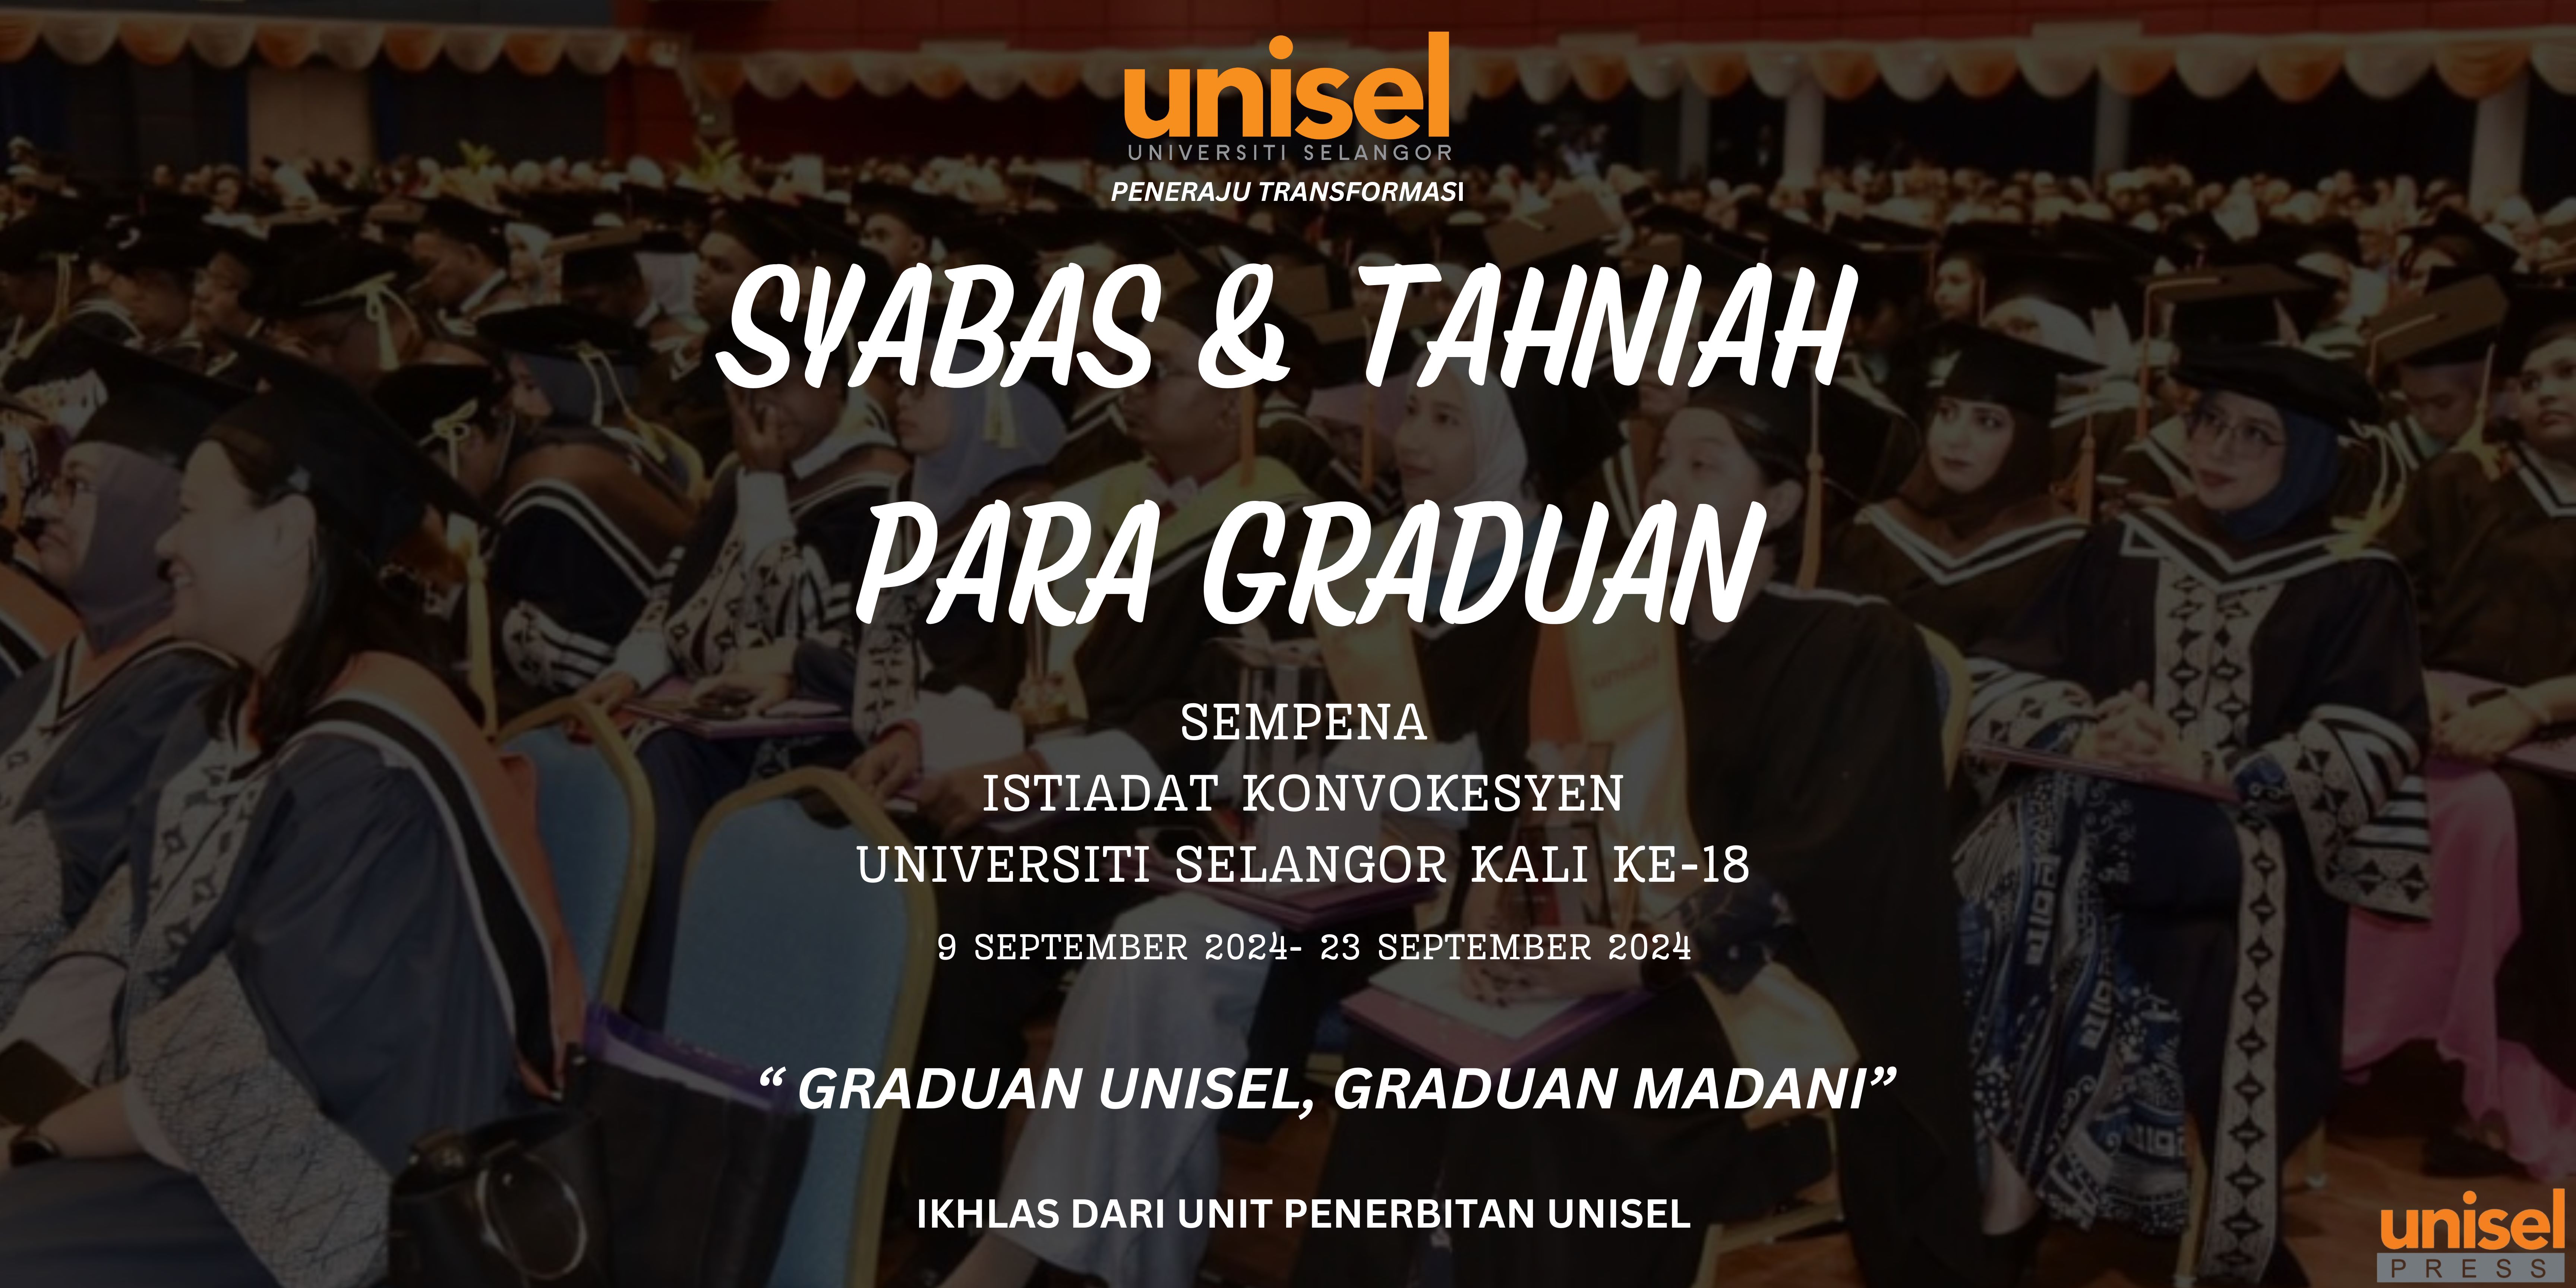 unisel
UNIVERSITI SELANGOR
PENERAJU TRANSFORMASI
SYABAS & TAHNIAH
PARA GRADUAN
SEMPENA
ISTIADAT KONVOKESYEN
UNIVERSITI SELANGOR KALI KE-18
9 SEPTEMBER 2024- 23 SEPTEMBER 2024
“ GRADUAN UNISEL, GRADUAN MADANI”
IKHLAS DARI UNIT PENERBITAN UNISEL
unisel
PRESS